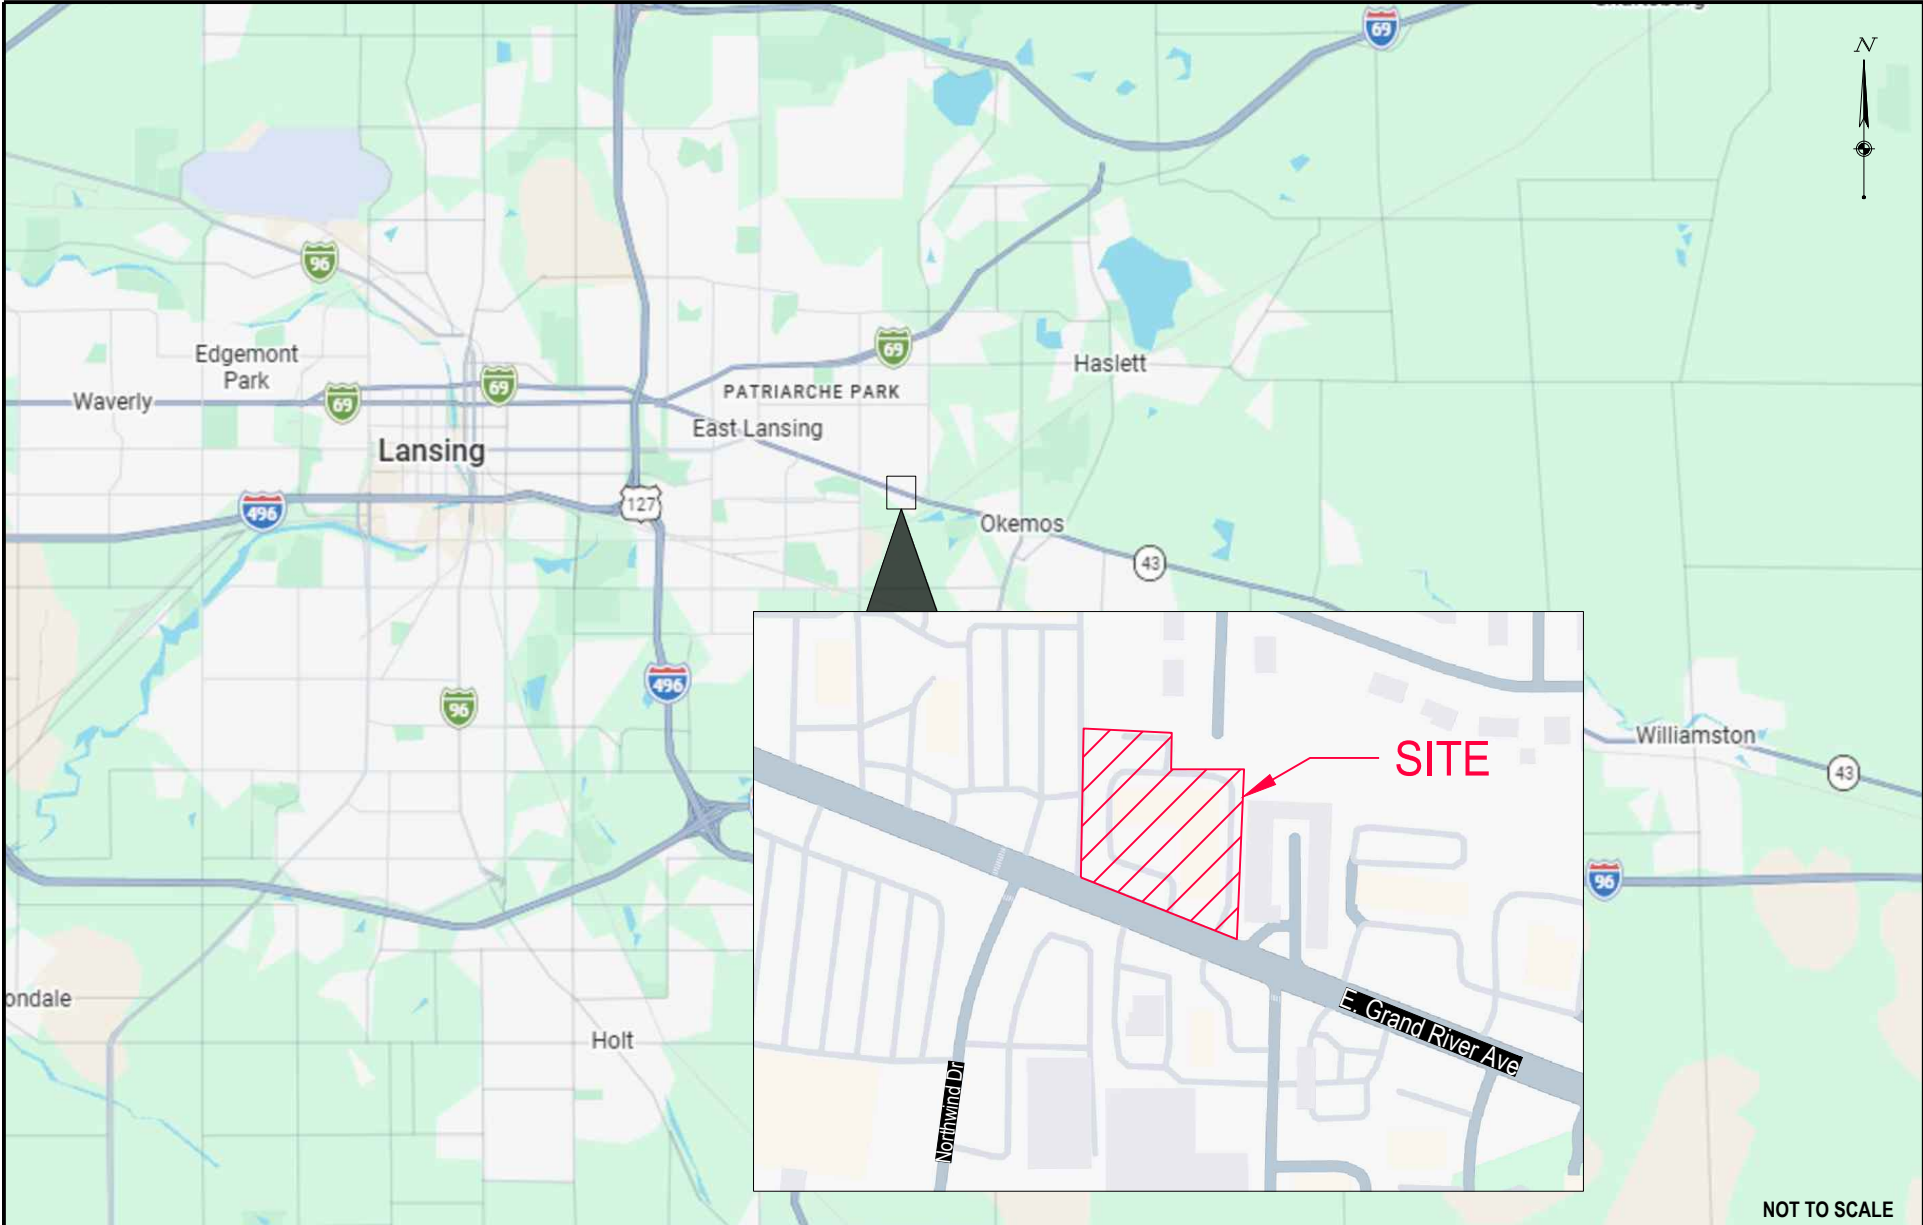 69
N
96
Edgemont
Park
69
Haslett
69
69
PATRIARCHE PARK
Waverly
East Lansing
Lansing
496
127
Okemos
43
496
96
Williamston
SITE
43
96
ondale
E. Grand River Ave
Holt
Northwind Dr
NOT TO SCALE